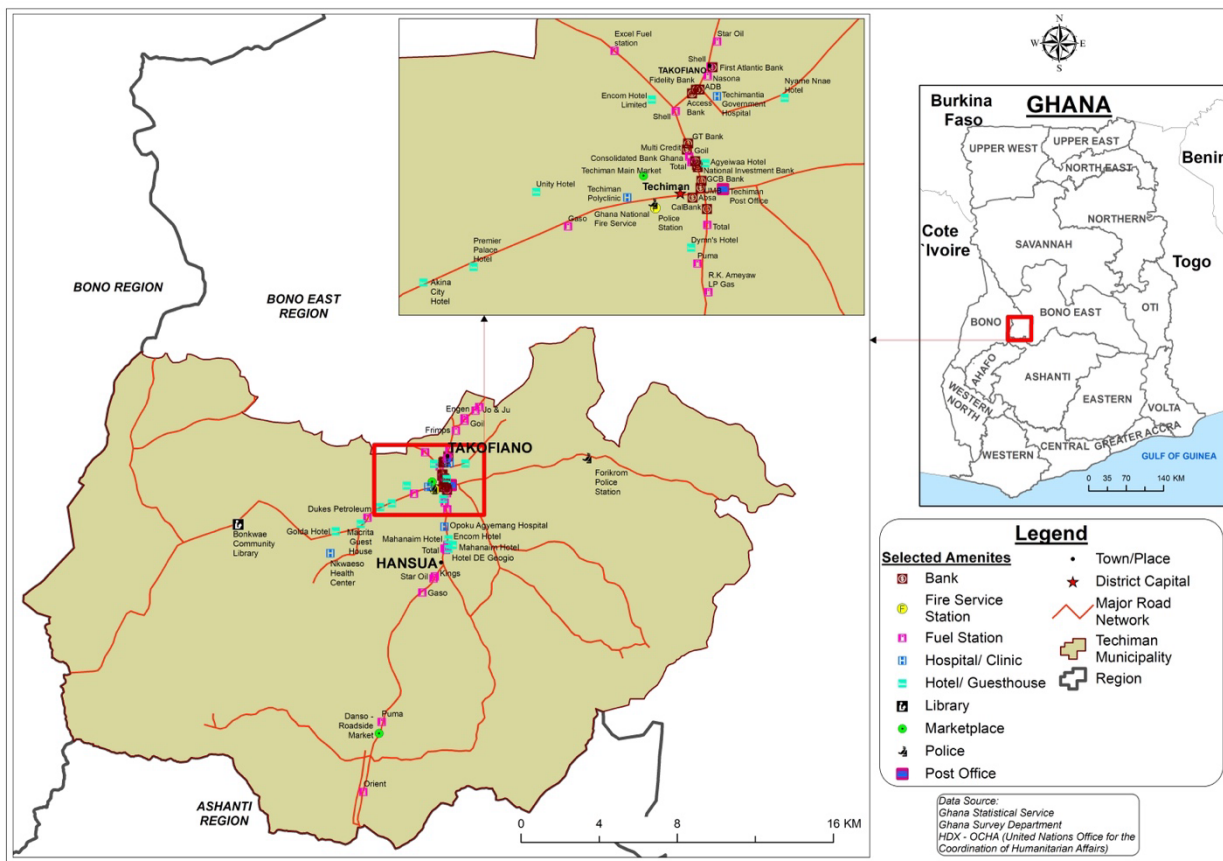 Excel Fuel
station
Star Oil
Shell
TAKOFIANO
First Atlantic Bank
Fidelity Bank
Nasona
ADB
Nyame Nnae
Hotel
Encom Hotel
Limited
Access
Bank
Techimantia
Government
Hospital
Shell
GT Bank
Multi Credit
Goil
Consolidated Bank Ghana
Agyeiwaa Hotel
Total
National Investment Bank
Techiman Main Market
GCB Bank
Unity Hotel
Techiman
Polyclinic
Techiman
UMB
Techiman
Post Office
Absa
CalBank
Gaso
Ghana National
Fire Service
Police
Station
Total
Premier
Palace
Hotel
Dymn's Hotel
Puma
Akina
City
Hotel
R.K. Ameyaw
LP Gas
N
W
E
S
GHANA
Burkina
Faso
Benin
UPPER WEST
UPPER EAST
NORTH EAST
NORTHERN
Cote
`Ivoire
SAVANNAH
Togo
BONO
BONO EAST
OTI
AHAFO
ASHANTI
WESTERN
NORTH
EASTERN
VOLTA
WESTERN
CENTRAL
GREATER ACCRA
GULF OF GUINEA
0 35 70 140 KM
BONO REGION
BONO EAST
REGION
Engen
Jo & Ju
Frimps
Goil
TAKOFIANO
Forikrom
Police
Station
Dukes Petroleum
Bonkwae
Community
Library
Golda Hotel
Macrita
Guest
House
Nkwaeso
Health
Center
Opoku Agyemang Hospital
Mahanaim Hotel
Encom Hotel
Total
Mahanaim Hotel
Hotel DE Geogio
HANSUA
Star Oil
Kings
Gaso
Danso -
Roadside
Market
Puma
Orient
ASHANTI
REGION
0 4 8 16 KM
Legend
Selected Amenites
Bank
Fire Service
Station
Fuel Station
Hospital/ Clinic
Hotel/ Guesthouse
Library
Marketplace
Police
Post Office
Town/Place
District Capital
Major Road
Network
Techiman
Municipality
Region
Data Source:
Ghana Statistical Service
Ghana Survey Department
HDX - OCHA (United Nations Office for the
Coordination of Humanitarian Affairs)